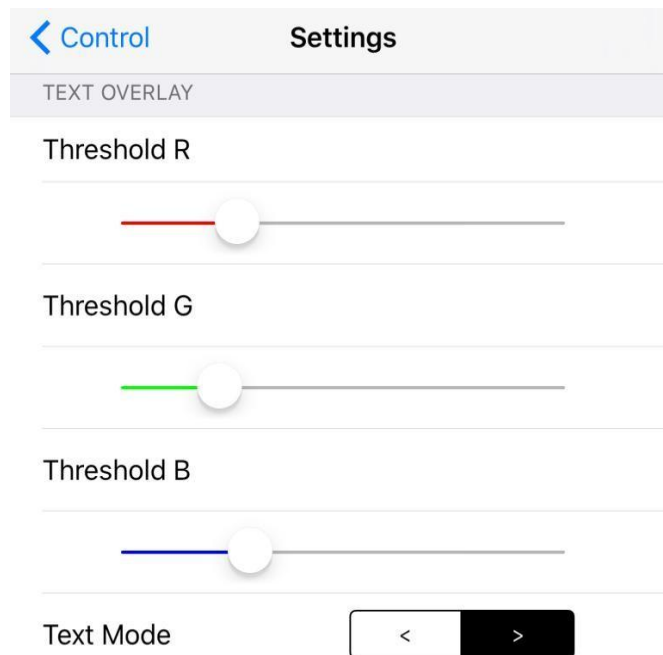 Control Settings
TEXT OVERLAY
Threshold R
Threshold G
Threshold B
Text Mode < >